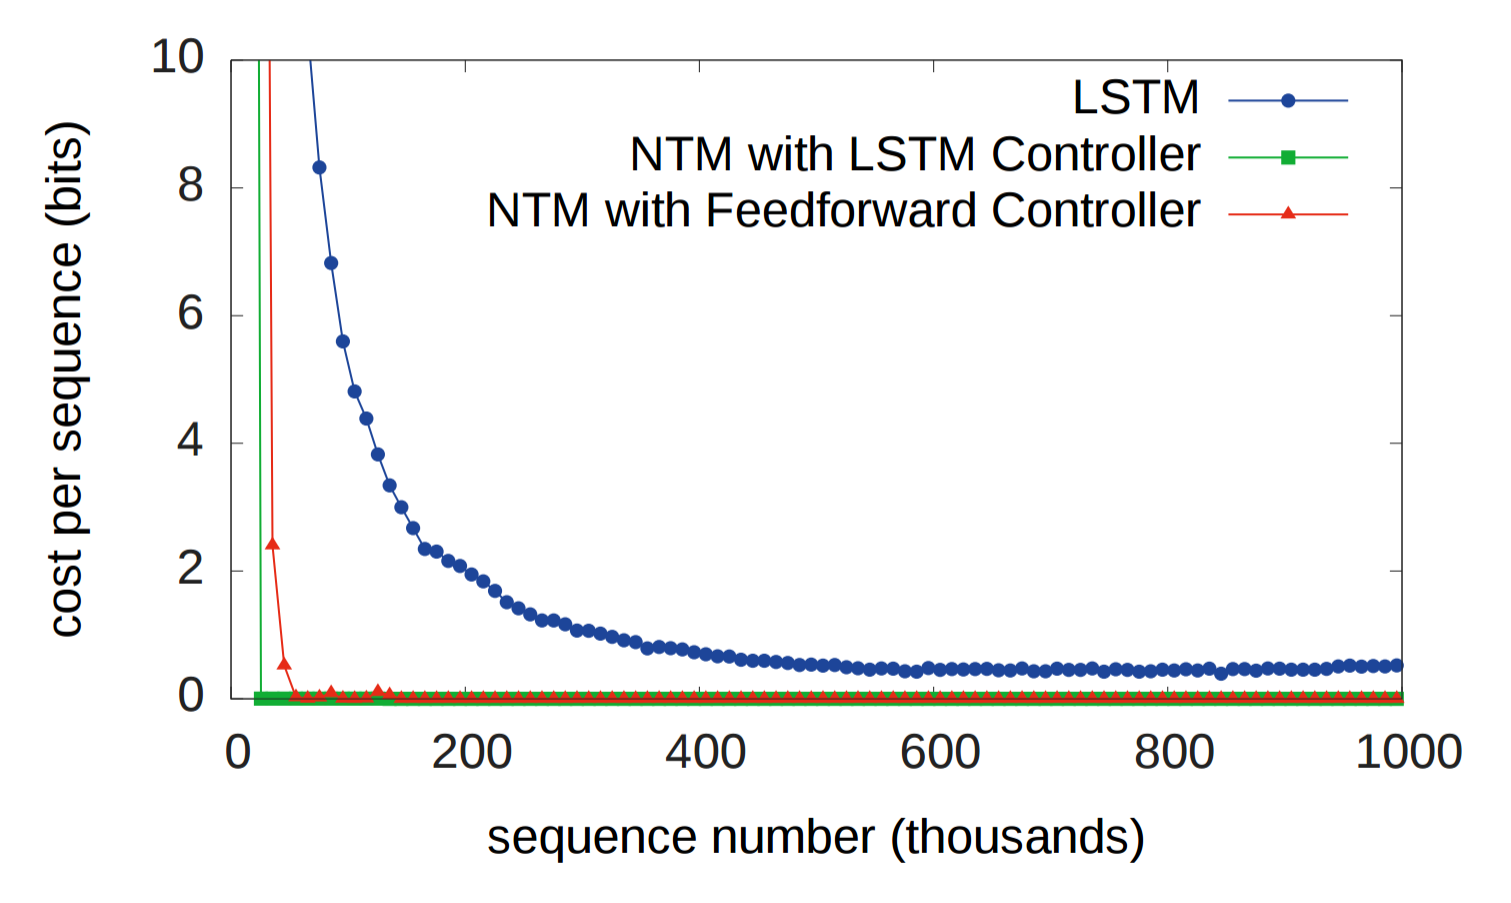 10
8
6
4
2
0
cost per sequence (bits)
LSTM
NTM with LSTM Controller
NTM with Feedforward Controller
0 200 400 600 800 1000
sequence number (thousands)